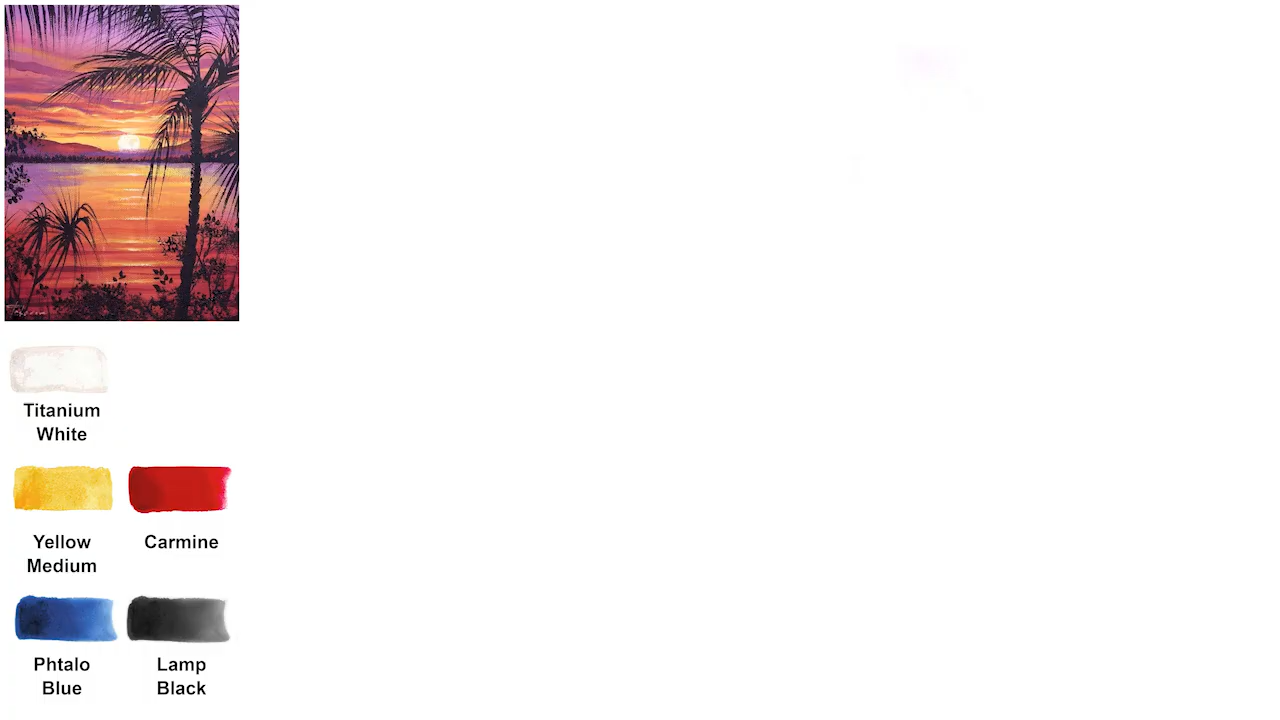 Titanium
White
Yellow
Medium
Carmine
Phtalo
Blue
Lamp
Black